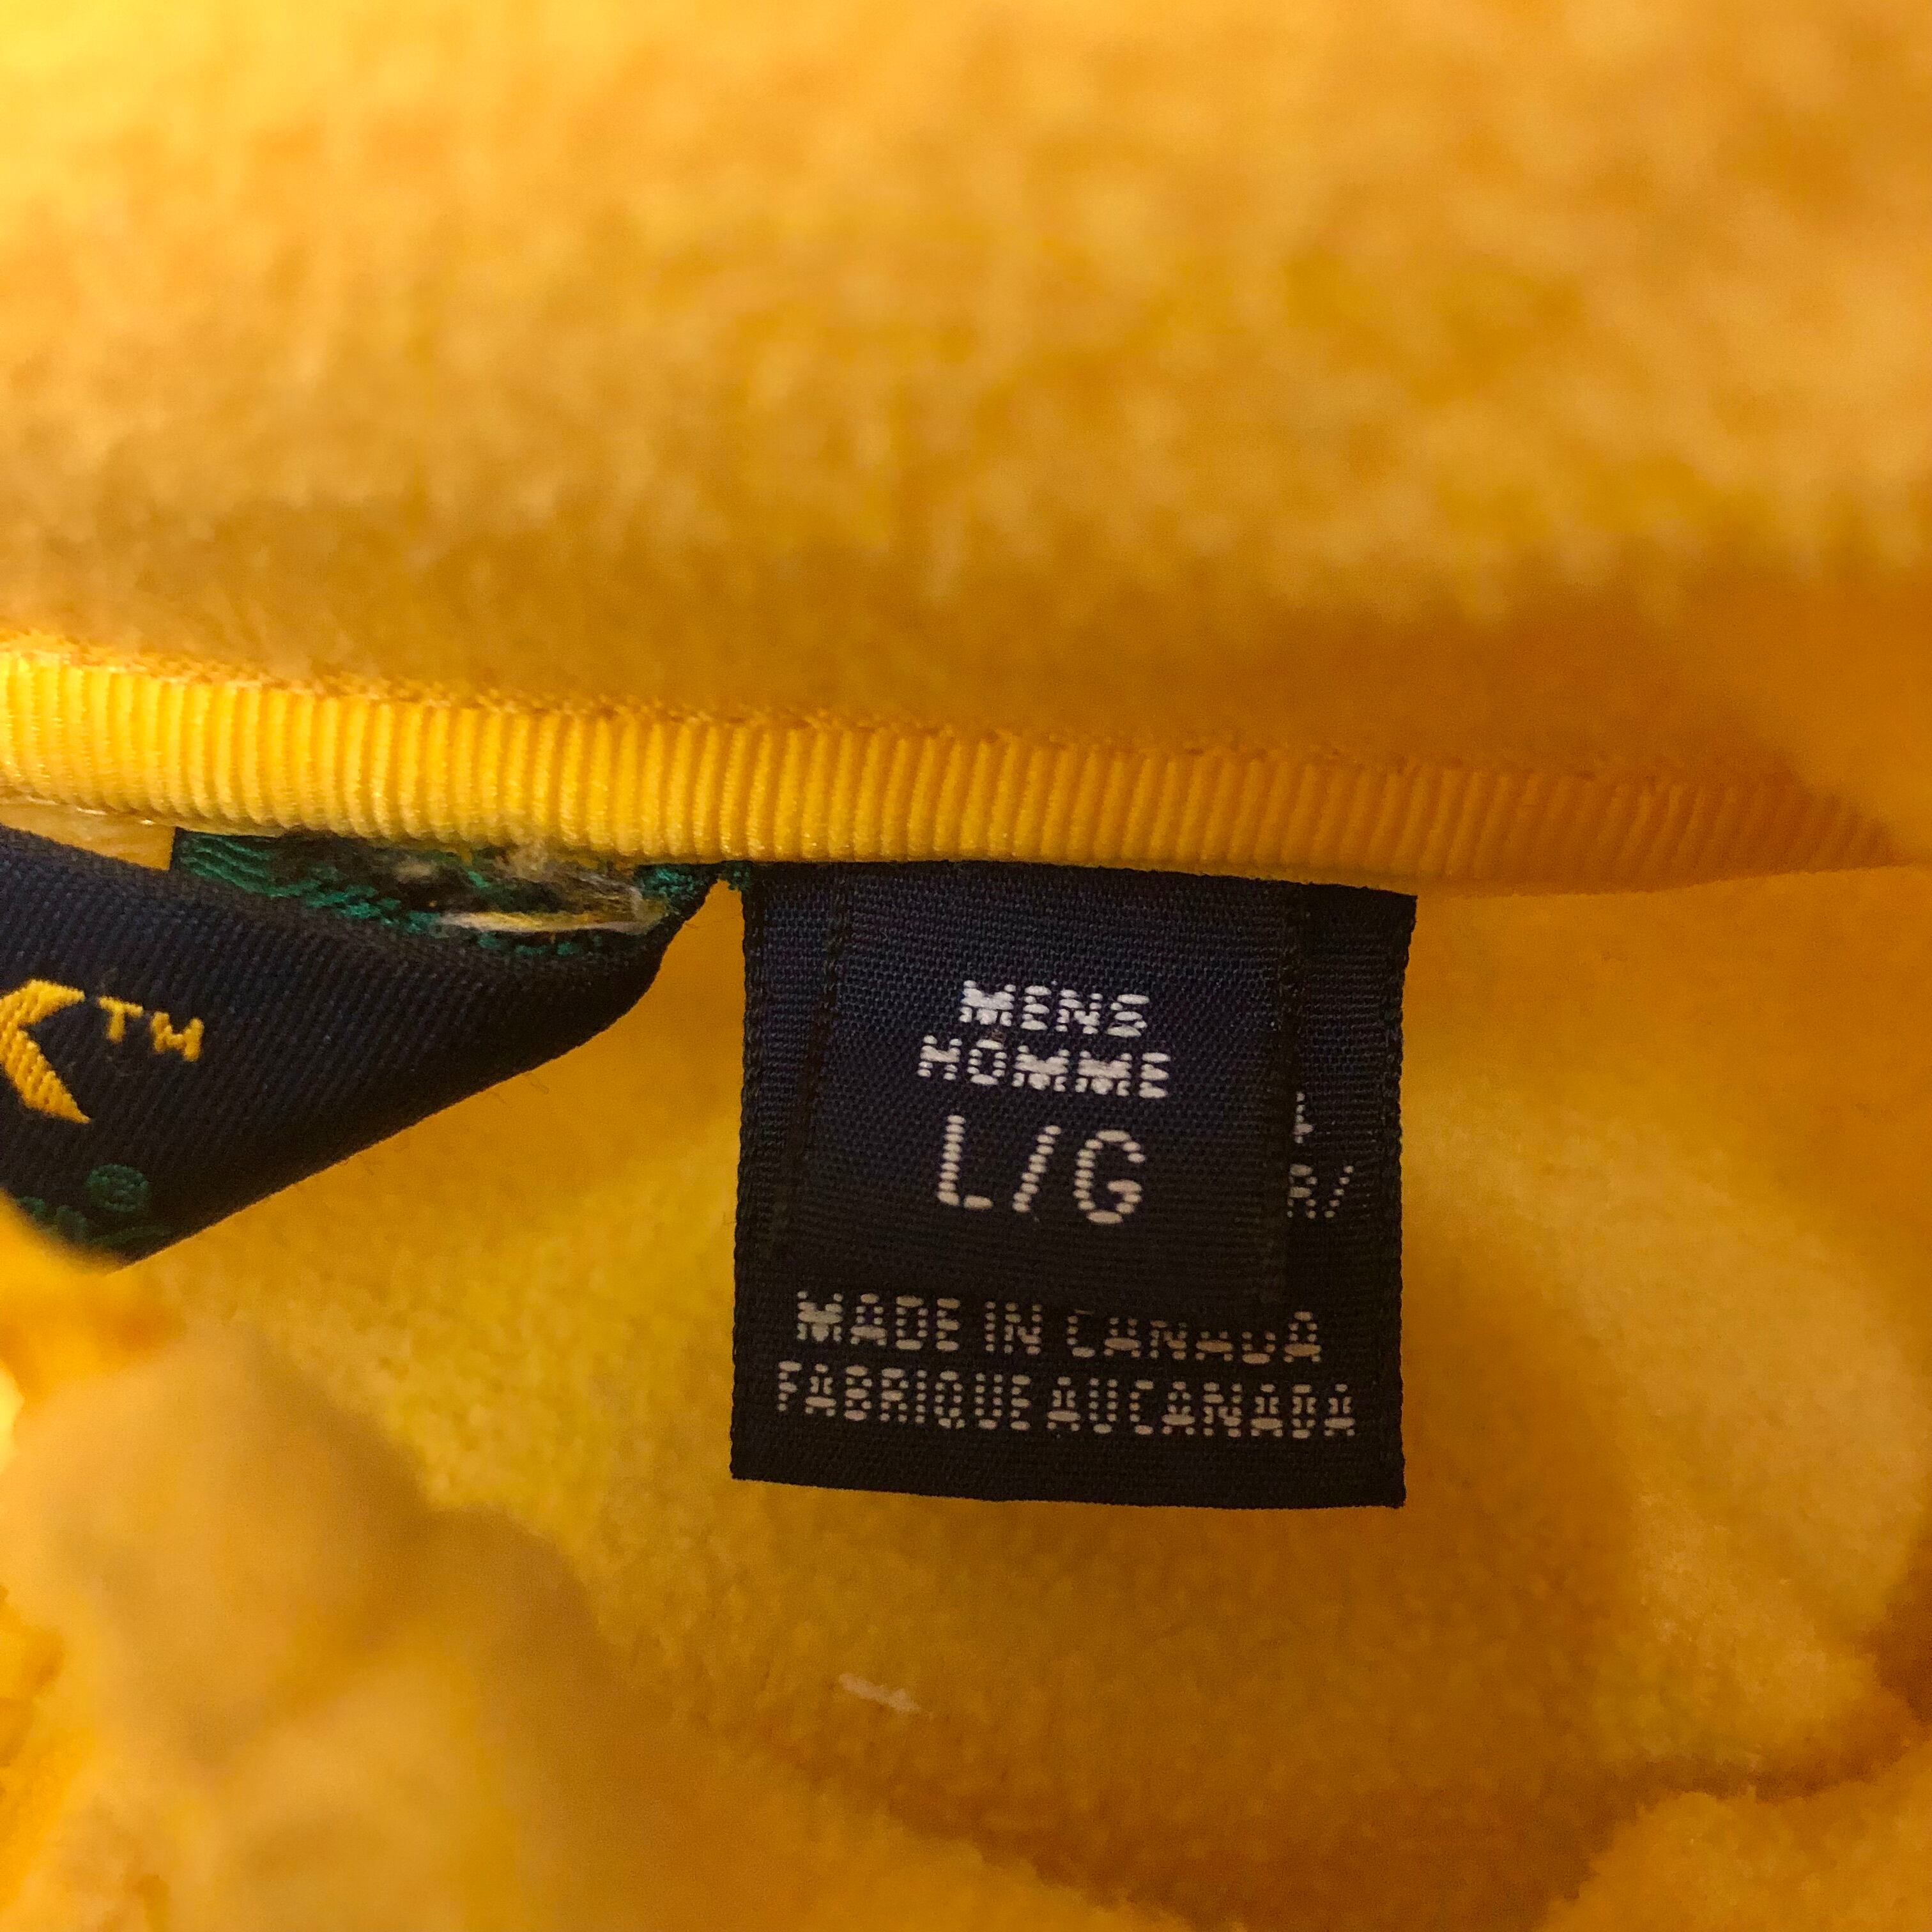 TM
MENS
HOMME
L/G
R/
MADE IN CANADA
FABRIQUE AU CANADA